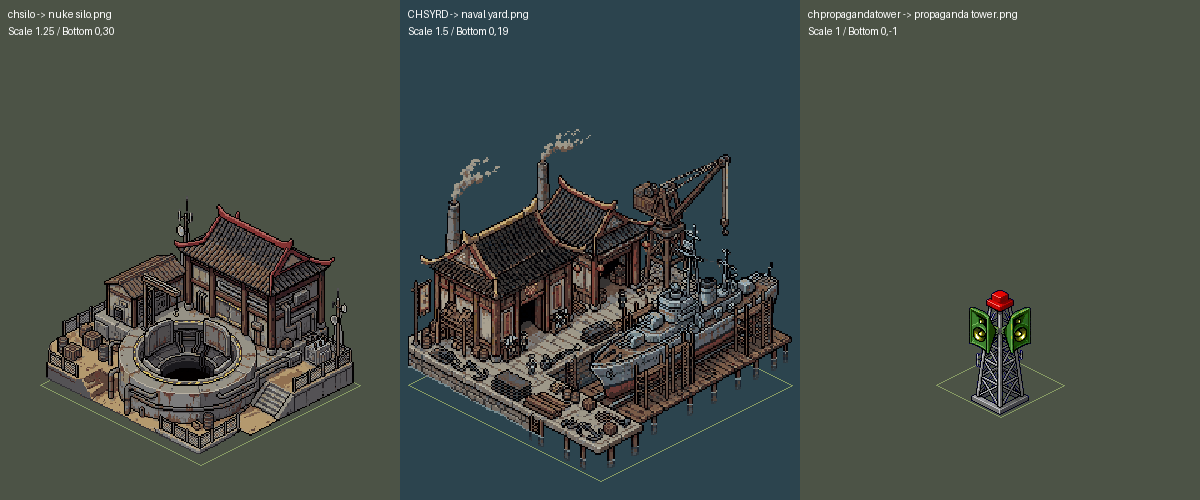 chsilo -> nuke silo.png
Scale 1.25 / Bottom 0,30
CHSYRD -> naval yard.png
Scale 1.5 / Bottom 0,19
chpropagandatower -> propaganda tower.png
Scale 1 / Bottom 0,-1